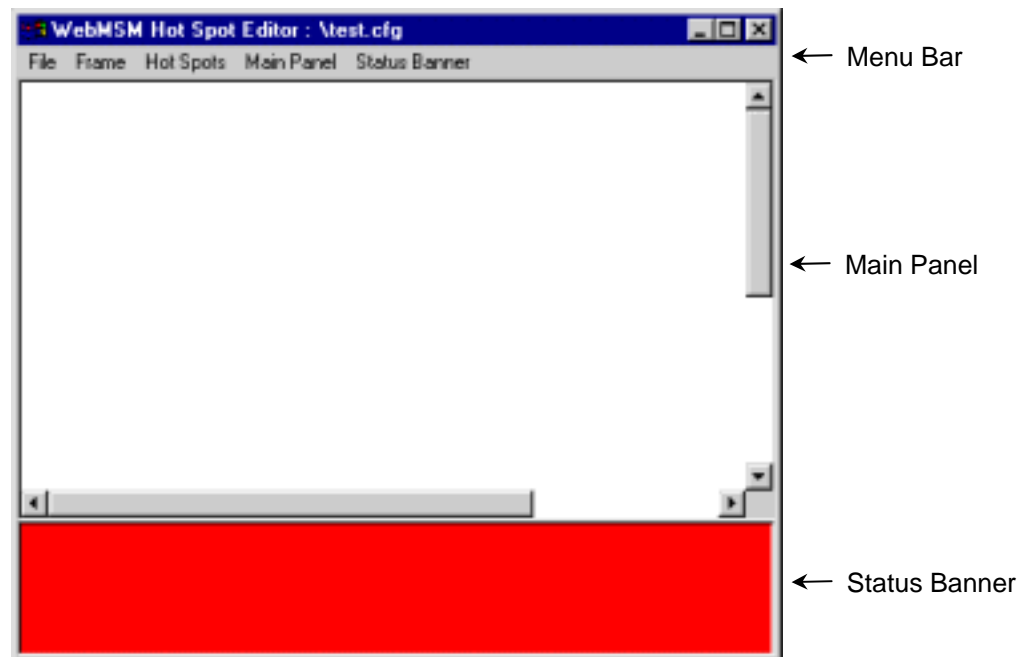 WebMSM Hot Spot Editor : \test.cfg
File Frame Hot Spots Main Panel Status Banner
Menu Bar
Main Panel
Status Banner